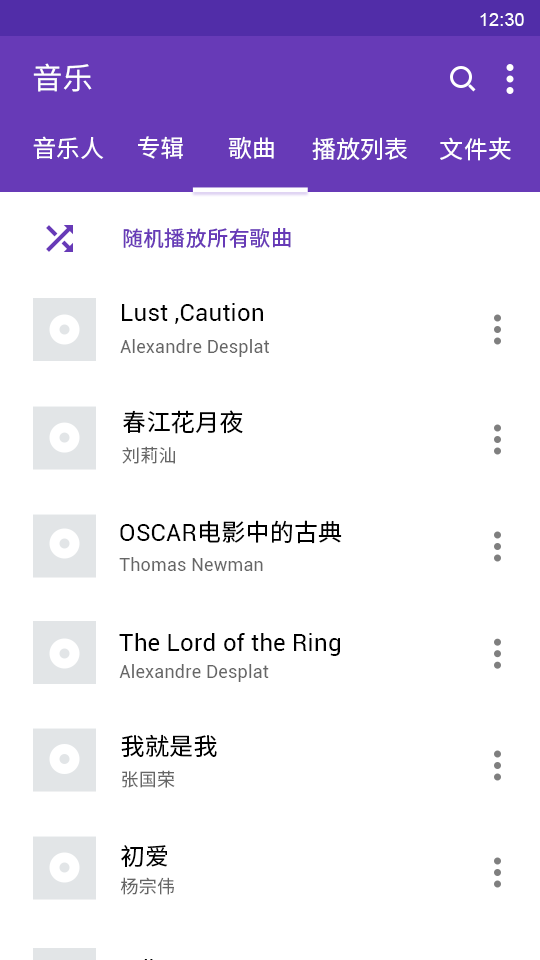 12:30
音乐
音乐人 专辑 歌曲 播放列表 文件夹
随机播放所有歌曲
Lust ,Caution
Alexandre Desplat
春江花月夜
刘莉汕
OSCAR电影中的古典
Thomas Newman
The Lord of the Ring
Alexandre Desplat
我就是我
张国荣
初爱
杨宗伟